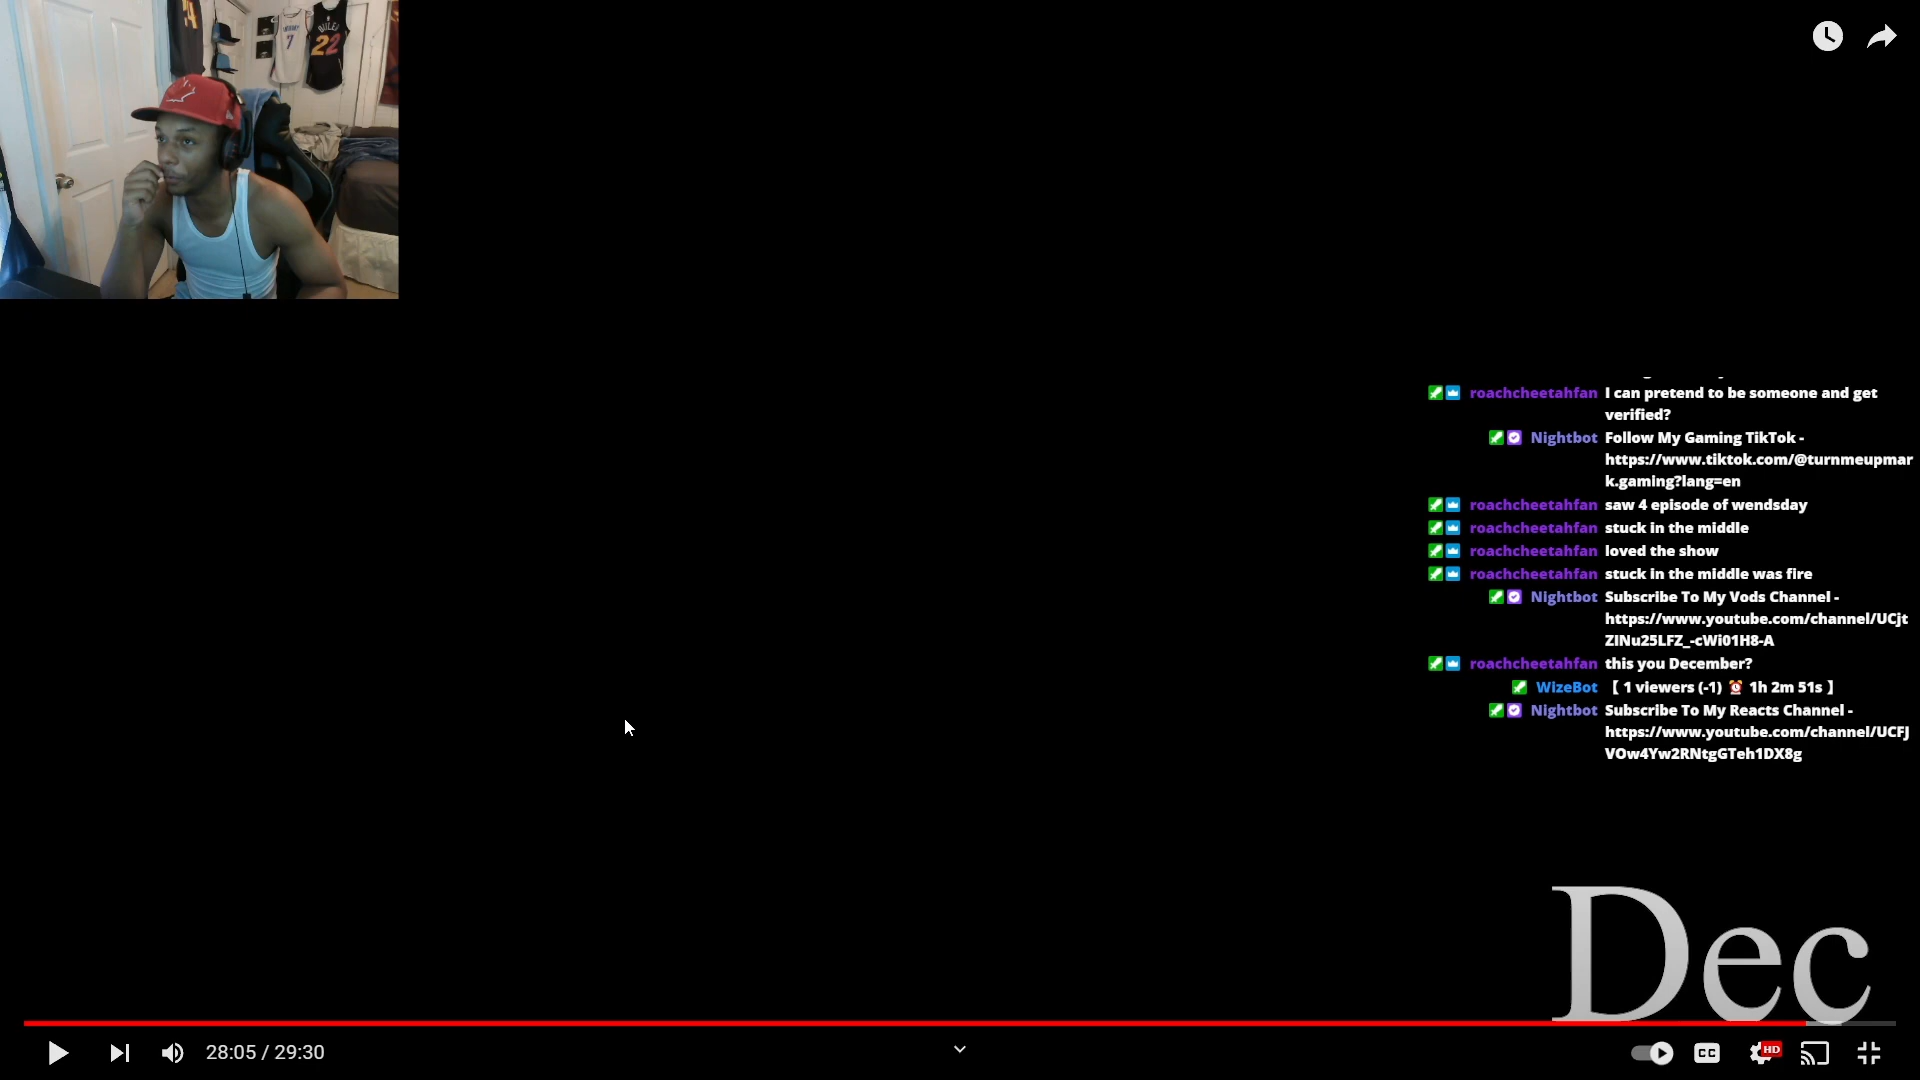 7
22
roachcheetahfan I can pretend to be someone and get
verified?
Nightbot Follow My Gaming TikTok -
https://www.tiktok.com/@turnmeupmar
k.gaming?lang=en
roachcheetahfan saw 4 episode of wendsday
roachcheetahfan stuck in the middle
roachcheetahfan loved the show
roachcheetahfan stuck in the middle was fire
Nightbot Subscribe To My Vods Channel -
https://www.youtube.com/channel/UCjt
ZINu25LFZ_-cWi01H8-A
roachcheetahfan this you December?
WizeBot 【 1 viewers (-1) ⏰ 1h 2m 51s 】
Nightbot Subscribe To My Reacts Channel -
https://www.youtube.com/channel/UCFJ
VOw4Yw2RNtgGTeh1DX8g
Dec
28:05 / 29:30
CC
HD